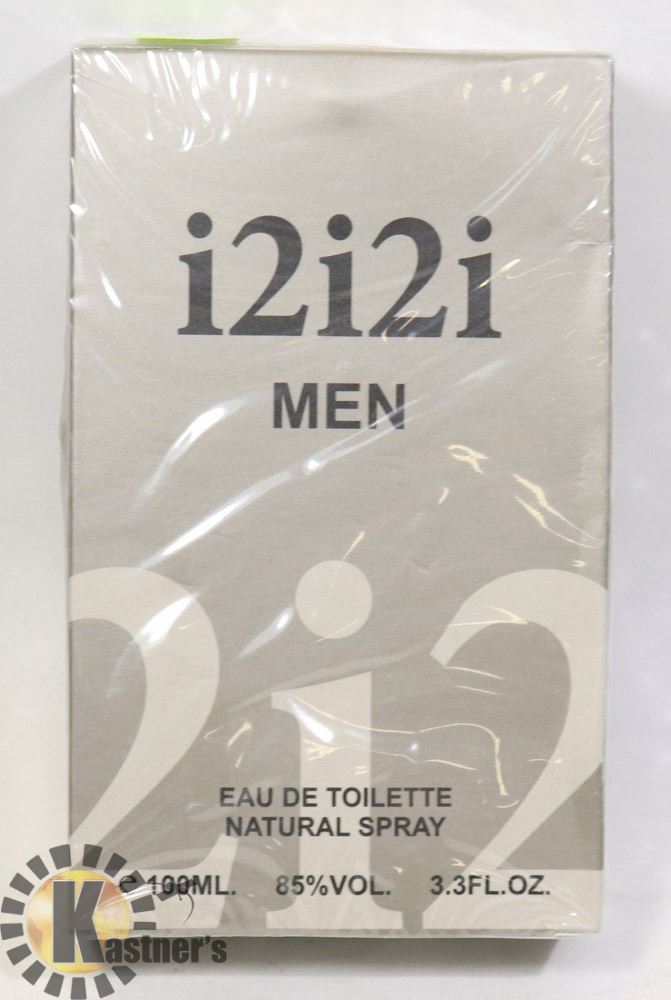 i2i2i
MEN
2i2
EAU DE TOILETTE
NATURAL SPRAY
e 100ML. 85%VOL. 3.3FL.OZ.
Kastner's